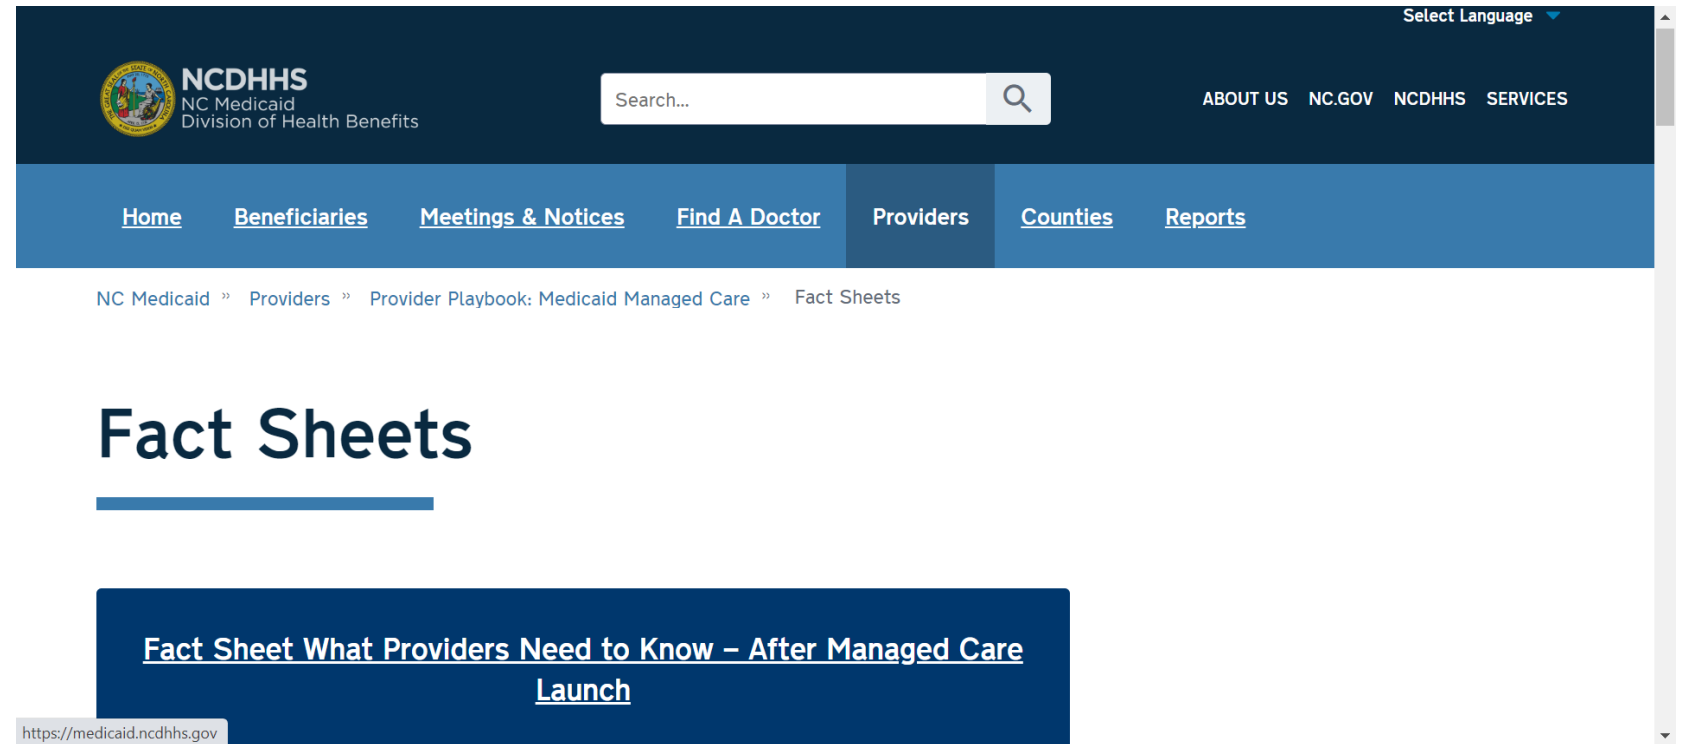 Select Language
NCDHHS
NC Medicaid
Division of Health Benefits
Search...
ABOUT US NC.GOV NCDHHS SERVICES
Home Beneficiaries Meetings & Notices Find A Doctor Providers Counties Reports
NC Medicaid » Providers » Provider Playbook: Medicaid Managed Care » Fact Sheets
Fact Sheets
Fact Sheet What Providers Need to Know – After Managed Care
Launch
https://medicaid.ncdhhs.gov